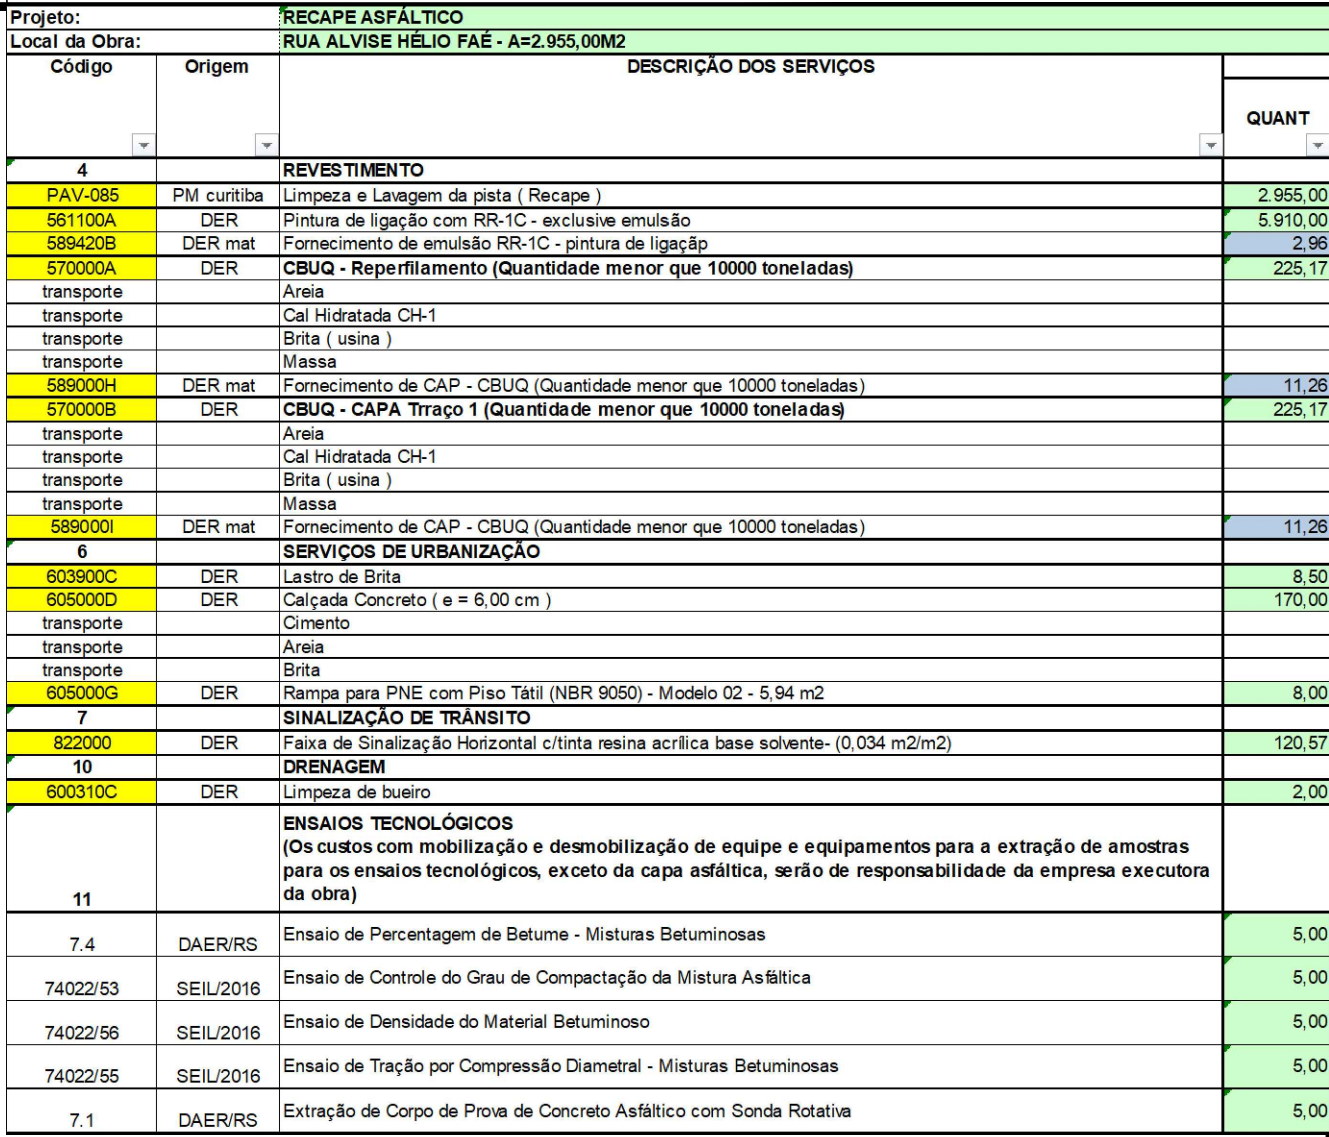 Projeto: RECAPE ASFÁLTICO
Local da Obra: RUA ALVISE HÉLIO FAÉ - A=2.955,00M2
Código Origem DESCRIÇÃO DOS SERVIÇOS
QUANT
4 REVESTIMENTO
PAV-085 PM curitiba Limpeza e Lavagem da pista ( Recape ) 2.955,00
561100A DER Pintura de ligação com RR-1C - exclusive emulsão 5.910,00
589420B DER mat Fornecimento de emulsão RR-1C - pintura de ligaçãp 2,96
570000A DER CBUQ - Reperfilamento (Quantidade menor que 10000 toneladas) 225,17
transporte Areia
transporte Cal Hidratada CH-1
transporte Brita ( usina )
transporte Massa
589000H DER mat Fornecimento de CAP - CBUQ (Quantidade menor que 10000 toneladas) 11,26
570000B DER CBUQ - CAPA Trraço 1 (Quantidade menor que 10000 toneladas) 225,17
transporte Areia
transporte Cal Hidratada CH-1
transporte Brita ( usina )
transporte Massa
589000I DER mat Fornecimento de CAP - CBUQ (Quantidade menor que 10000 toneladas) 11,26
6 SERVIÇOS DE URBANIZAÇÃO
603900C DER Lastro de Brita 8,50
605000D DER Calçada Concreto ( e = 6,00 cm ) 170,00
transporte Cimento
transporte Areia
transporte Brita
605000G DER Rampa para PNE com Piso Tátil (NBR 9050) - Modelo 02 - 5,94 m2 8,00
7 SINALIZAÇÃO DE TRÂNSITO
822000 DER Faixa de Sinalização Horizontal c/tinta resina acrílica base solvente- (0,034 m2/m2) 120,57
10 DRENAGEM
600310C DER Limpeza de bueiro 2,00
ENSAIOS TECNOLÓGICOS
(Os custos com mobilização e desmobilização de equipe e equipamentos para a extração de amostras
para os ensaios tecnológicos, exceto da capa asfáltica, serão de responsabilidade da empresa executora
11 da obra)
7.4 DAER/RS Ensaio de Percentagem de Betume - Misturas Betuminosas 5,00
74022/53 SEIL/2016 Ensaio de Controle do Grau de Compactação da Mistura Asfáltica 5,00
74022/56 SEIL/2016 Ensaio de Densidade do Material Betuminoso 5,00
74022/55 SEIL/2016 Ensaio de Tração por Compressão Diametral - Misturas Betuminosas 5,00
7.1 DAER/RS Extração de Corpo de Prova de Concreto Asfáltico com Sonda Rotativa 5,00